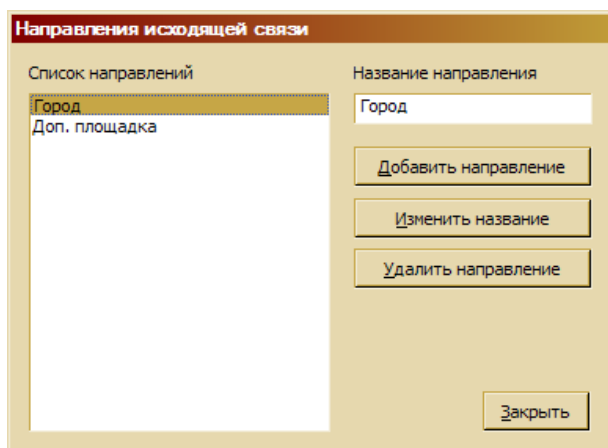 Направления исходящей связи
Список направлений
Город
Доп. площадка
Название направления
Город
Добавить направление
Изменить название
Удалить направление
Закрыть